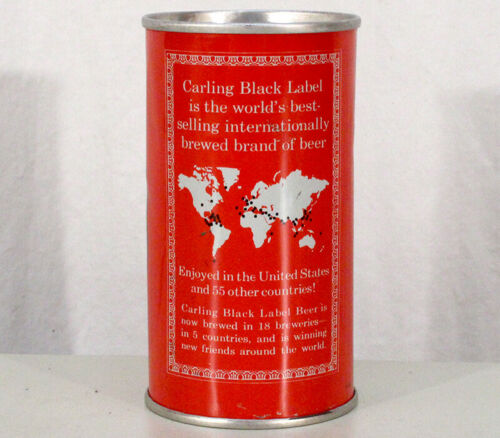 Carling Black Label
is the world's best-
selling internationally
brewed brand of beer
Enjoyed in the United States
and 55 other countries!
Carling Black Label Beer is
now brewed in 18 breweries—
in 5 countries, and is winning
new friends around the world.